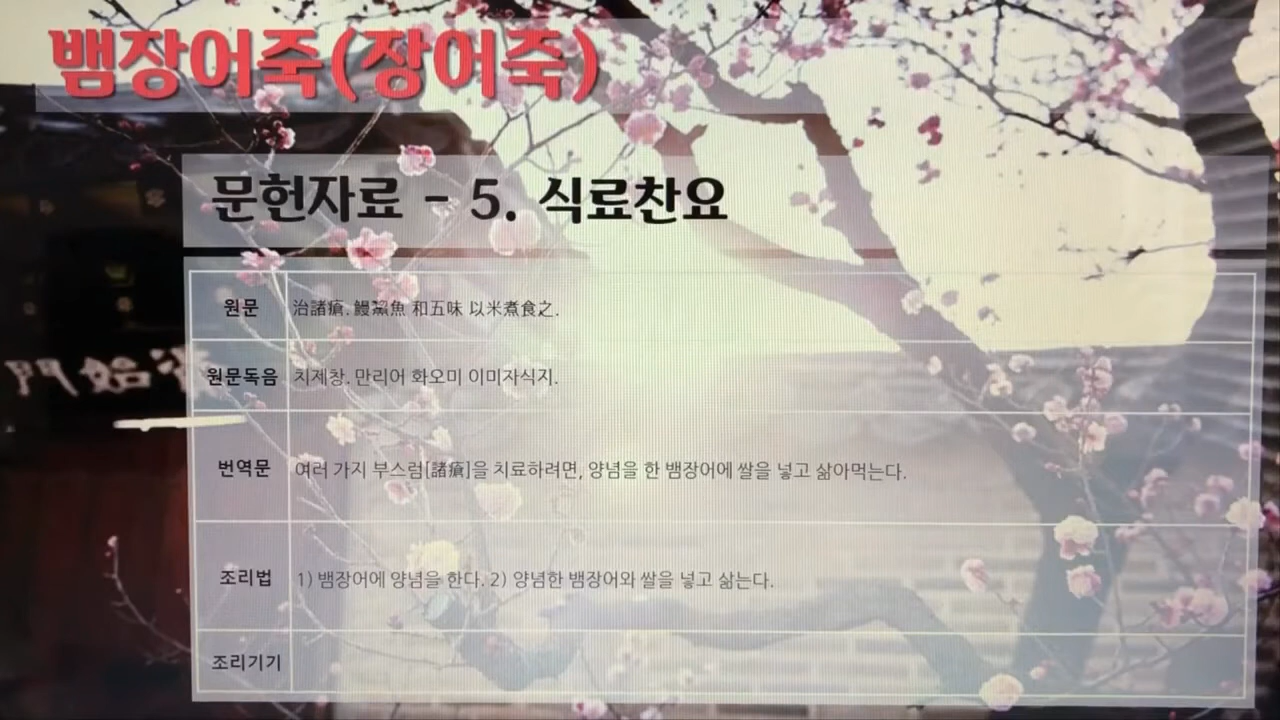 뱀장어죽(장어죽)
문헌자료 - 5. 식료찬요
원문 治諸瘡. 鰻鱺魚 和五味 以米煮食之.
원문독음 치제창. 만리어 화오미 이미자식지.
번역문 여러 가지 부스럼[諸瘡]을 치료하려면, 양념을 한 뱀장어에 쌀을 넣고 삶아먹는다.
조리법 1) 뱀장어에 양념을 한다. 2) 양념한 뱀장어와 쌀을 넣고 삶는다.
조리기기
門始